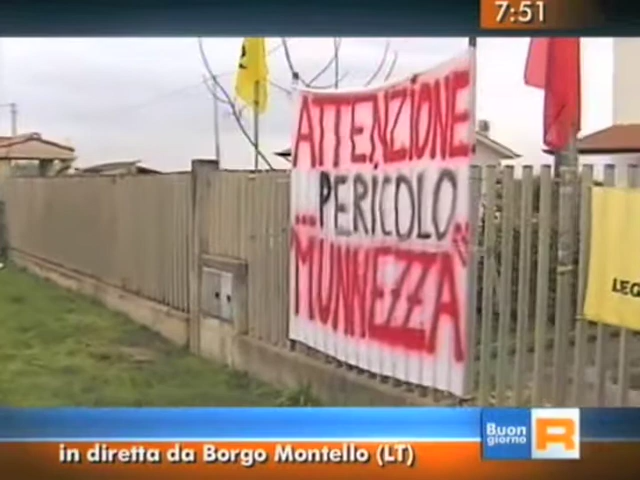 7:51
ATTENZIONE
...PERICOLO
"MUNNEZZA"
LEG
Buon
giorno
R
in diretta da Borgo Montello (LT)